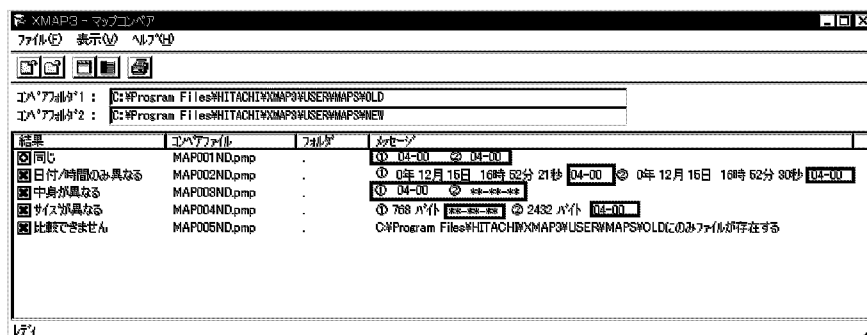 XMAP3 - マップコンペア
ファイル(F) 表示(V) ヘルプ(H)
コンペアフォルダ1 : C:¥Program Files¥HITACHI¥XMAP3¥USER¥MAPS¥OLD
コンペアフォルダ2 : C:¥Program Files¥HITACHI¥XMAP3¥USER¥MAPS¥NEW
結果 コンペアファイル フォルダ メッセージ
同じ MAP001ND.pmp . ① 04-00 ② 04-00
日付/時間のみ異なる MAP002ND.pmp . ① 0年 12月 15日 16時 52分 21秒 04-00 ② 0年 12月 15日 16時 52分 30秒 04-00
中身が異なる MAP003ND.pmp . ① 04-00 ② **-**-**
サイズが異なる MAP004ND.pmp . ① 768 バイト **-**-** ② 2432 バイト 04-00
比較できません MAP005ND.pmp . C:¥Program Files¥HITACHI¥XMAP3¥USER¥MAPS¥OLDにのみファイルが存在する
レディ